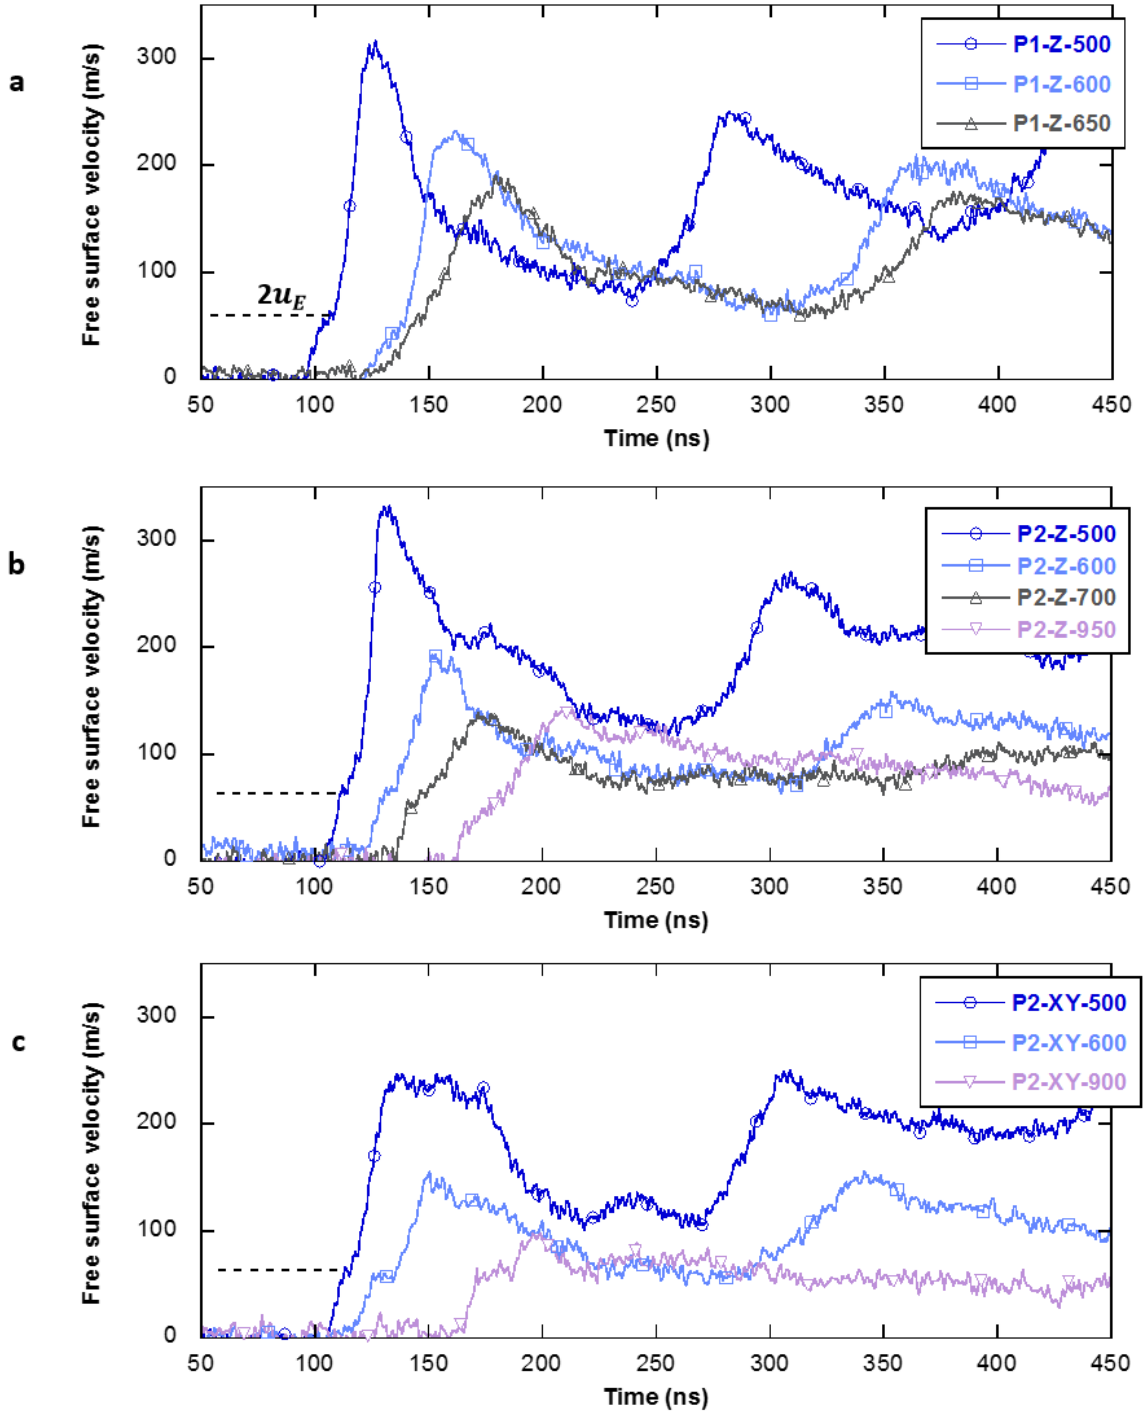 a
Free surface velocity (m/s)
300
200
100
0
2u_E
P1-Z-500
P1-Z-600
P1-Z-650
50 100 150 200 250 300 350 400 450
Time (ns)
b
Free surface velocity (m/s)
300
200
100
0
P2-Z-500
P2-Z-600
P2-Z-700
P2-Z-950
50 100 150 200 250 300 350 400 450
Time (ns)
c
Free surface velocity (m/s)
300
200
100
0
P2-XY-500
P2-XY-600
P2-XY-900
50 100 150 200 250 300 350 400 450
Time (ns)